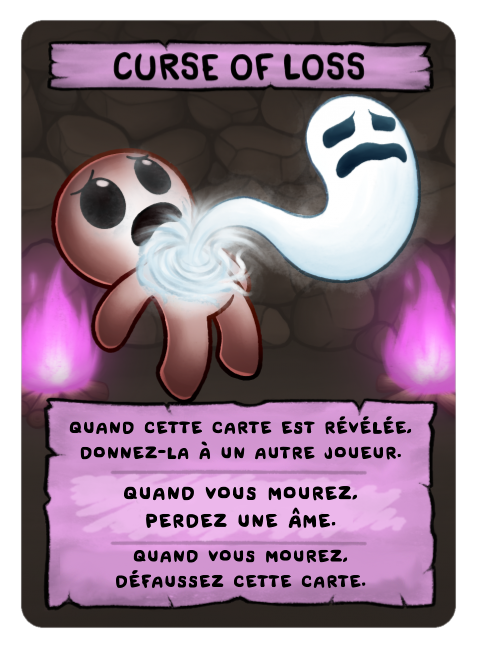 CURSE OF LOSS
QUAND CETTE CARTE EST RÉVÉLÉE,
DONNEZ-LA À UN AUTRE JOUEUR.
QUAND VOUS MOUREZ,
PERDEZ UNE ÂME.
QUAND VOUS MOUREZ,
DÉFAUSSEZ CETTE CARTE.